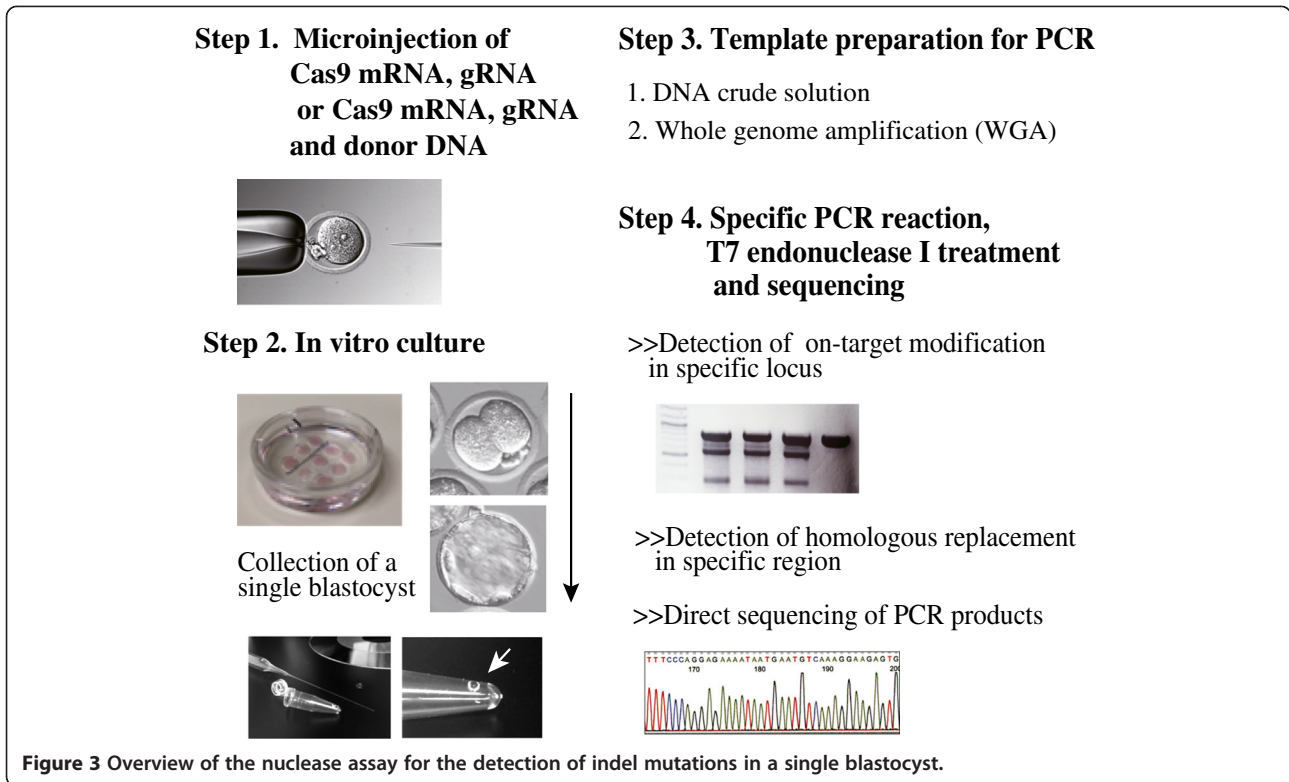 Step 1. Microinjection of
Cas9 mRNA, gRNA
or Cas9 mRNA, gRNA
and donor DNA
Step 2. In vitro culture
Collection of a
single blastocyst
Step 3. Template preparation for PCR
1. DNA crude solution
2. Whole genome amplification (WGA)
Step 4. Specific PCR reaction,
T7 endonuclease I treatment
and sequencing
>>Detection of on-target modification
in specific locus
>>Detection of homologous replacement
in specific region
>>Direct sequencing of PCR products
TTTCCCAGGAGAAAATAATGAATGTCAAAGGAAGAGTG
170 180 190 200
Figure 3 Overview of the nuclease assay for the detection of indel mutations in a single blastocyst.